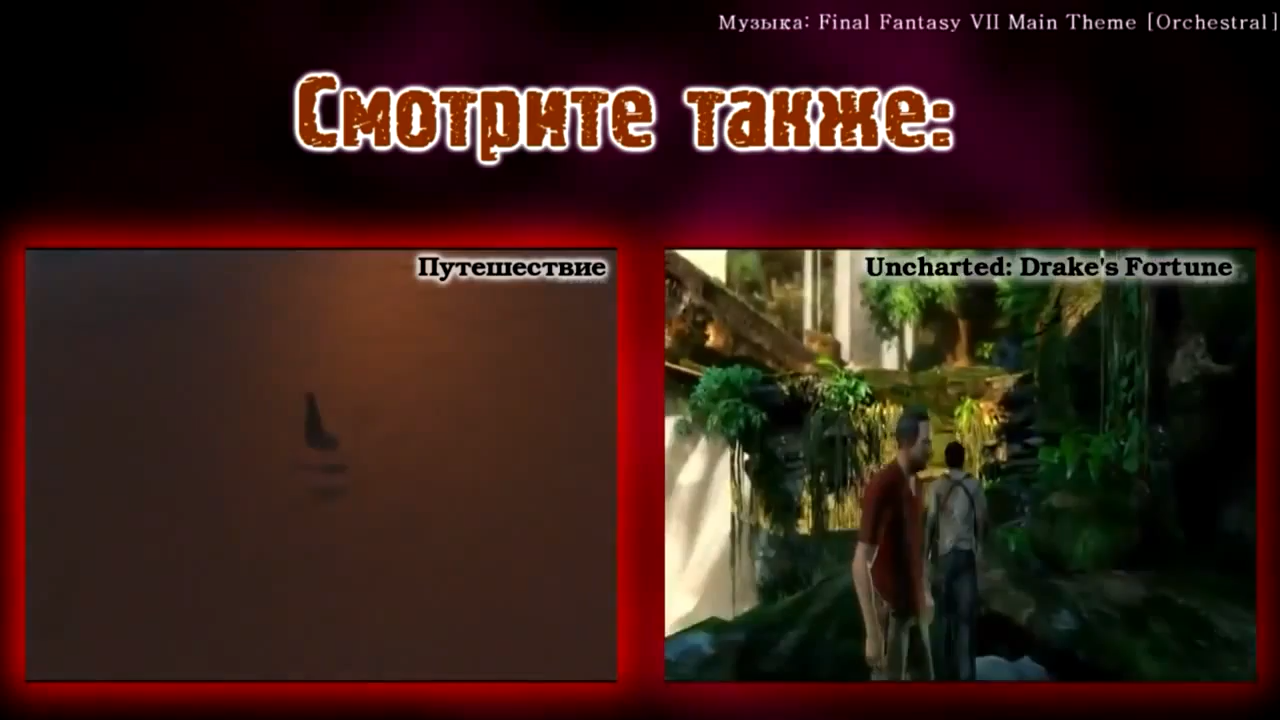 Музыка: Final Fantasy VII Main Theme [Orchestral]
Смотрите также:
Путешествие
Uncharted: Drake's Fortune